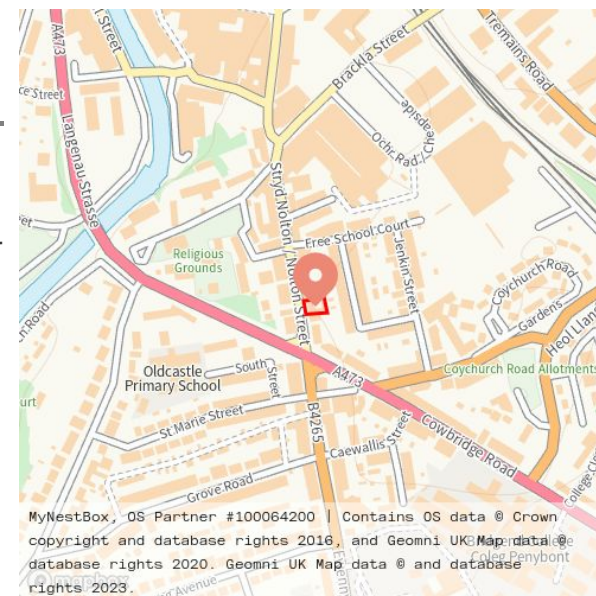 A473
Street
Tremains Road
Brackla Street
ce Street
Langenau Strasse
Ochr Rad / Cheapside
Stryd Nolton / Nolton Street
Free School Court
Jenkin Street
Religious
Grounds
Coychurch Road
Gardens
Heol Llan
Road
Oldcastle
Primary School
South Street
A473
Coychurch Road Allotments
St Marie Street
B4265
Cowbridge Road
Caewallis Street
Grove Road
College
MyNestBox, OS Partner #100064200 | Contains OS data © Crown
copyright and database rights 2016, and Geomni UK Map data ©
Coleg Penybont
database rights 2020. Geomni UK Map data © and database
rights 2023.
mapbox
Avenue